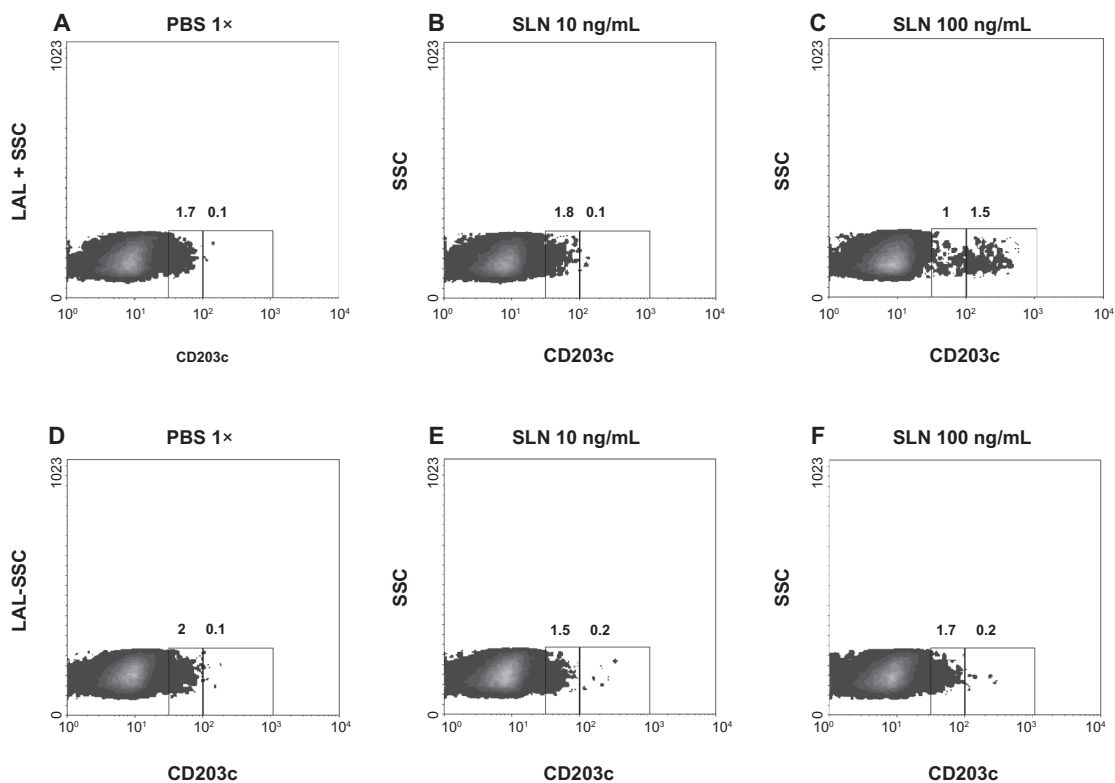 A
PBS 1×
B
SLN 10 ng/mL
C
SLN 100 ng/mL
LAL + SSC
1023
0
1.7 0.1
10⁰ 10¹ 10² 10³ 10⁴
CD203c
SSC
1023
0
1.8 0.1
10⁰ 10¹ 10² 10³ 10⁴
CD203c
SSC
1023
0
1 1.5
10⁰ 10¹ 10² 10³ 10⁴
CD203c
D
PBS 1×
E
SLN 10 ng/mL
F
SLN 100 ng/mL
LAL-SSC
1023
0
2 0.1
10⁰ 10¹ 10² 10³ 10⁴
CD203c
SSC
1023
0
1.5 0.2
10⁰ 10¹ 10² 10³ 10⁴
CD203c
SSC
1023
0
1.7 0.2
10⁰ 10¹ 10² 10³ 10⁴
CD203c